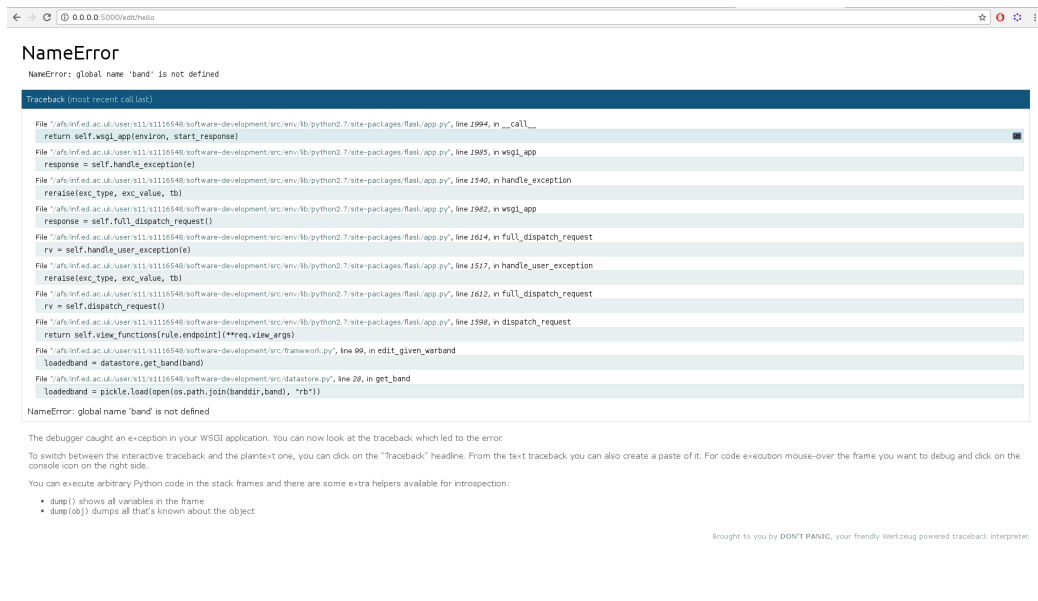 0.0.0.0:5000/edit/hello
NameError
NameError: global name 'band' is not defined
Traceback (most recent call last)
File "/afs/inf.ed.ac.uk/user/s11/s1116548/software-development/src/env/lib/python2.7/site-packages/flask/app.py", line 1994, in __call__
return self.wsgi_app(environ, start_response)
File "/afs/inf.ed.ac.uk/user/s11/s1116548/software-development/src/env/lib/python2.7/site-packages/flask/app.py", line 1985, in wsgi_app
response = self.handle_exception(e)
File "/afs/inf.ed.ac.uk/user/s11/s1116548/software-development/src/env/lib/python2.7/site-packages/flask/app.py", line 1540, in handle_exception
reraise(exc_type, exc_value, tb)
File "/afs/inf.ed.ac.uk/user/s11/s1116548/software-development/src/env/lib/python2.7/site-packages/flask/app.py", line 1982, in wsgi_app
response = self.full_dispatch_request()
File "/afs/inf.ed.ac.uk/user/s11/s1116548/software-development/src/env/lib/python2.7/site-packages/flask/app.py", line 1614, in full_dispatch_request
rv = self.handle_user_exception(e)
File "/afs/inf.ed.ac.uk/user/s11/s1116548/software-development/src/env/lib/python2.7/site-packages/flask/app.py", line 1517, in handle_user_exception
reraise(exc_type, exc_value, tb)
File "/afs/inf.ed.ac.uk/user/s11/s1116548/software-development/src/env/lib/python2.7/site-packages/flask/app.py", line 1612, in full_dispatch_request
rv = self.dispatch_request()
File "/afs/inf.ed.ac.uk/user/s11/s1116548/software-development/src/env/lib/python2.7/site-packages/flask/app.py", line 1598, in dispatch_request
return self.view_functions[rule.endpoint](**req.view_args)
File "/afs/inf.ed.ac.uk/user/s11/s1116548/software-development/src/framework.py", line 99, in edit_given_warband
loadedband = datastore.get_band(band)
File "/afs/inf.ed.ac.uk/user/s11/s1116548/software-development/src/datastore.py", line 28, in get_band
loadedband = pickle.load(open(os.path.join(banddir,band), "rb"))
NameError: global name 'band' is not defined
The debugger caught an exception in your WSGI application. You can now look at the traceback which led to the error.
To switch between the interactive traceback and the plaintext one, you can click on the "Traceback" headline. From the text traceback you can also create a paste of it. For code execution mouse-over the frame you want to debug and click on the
console icon on the right side.
You can execute arbitrary Python code in the stack frames and there are some extra helpers available for introspection:
• dump() shows all variables in the frame
• dump(obj) dumps all that's known about the object
Brought to you by DON'T PANIC, your friendly Werkzeug powered traceback interpreter.